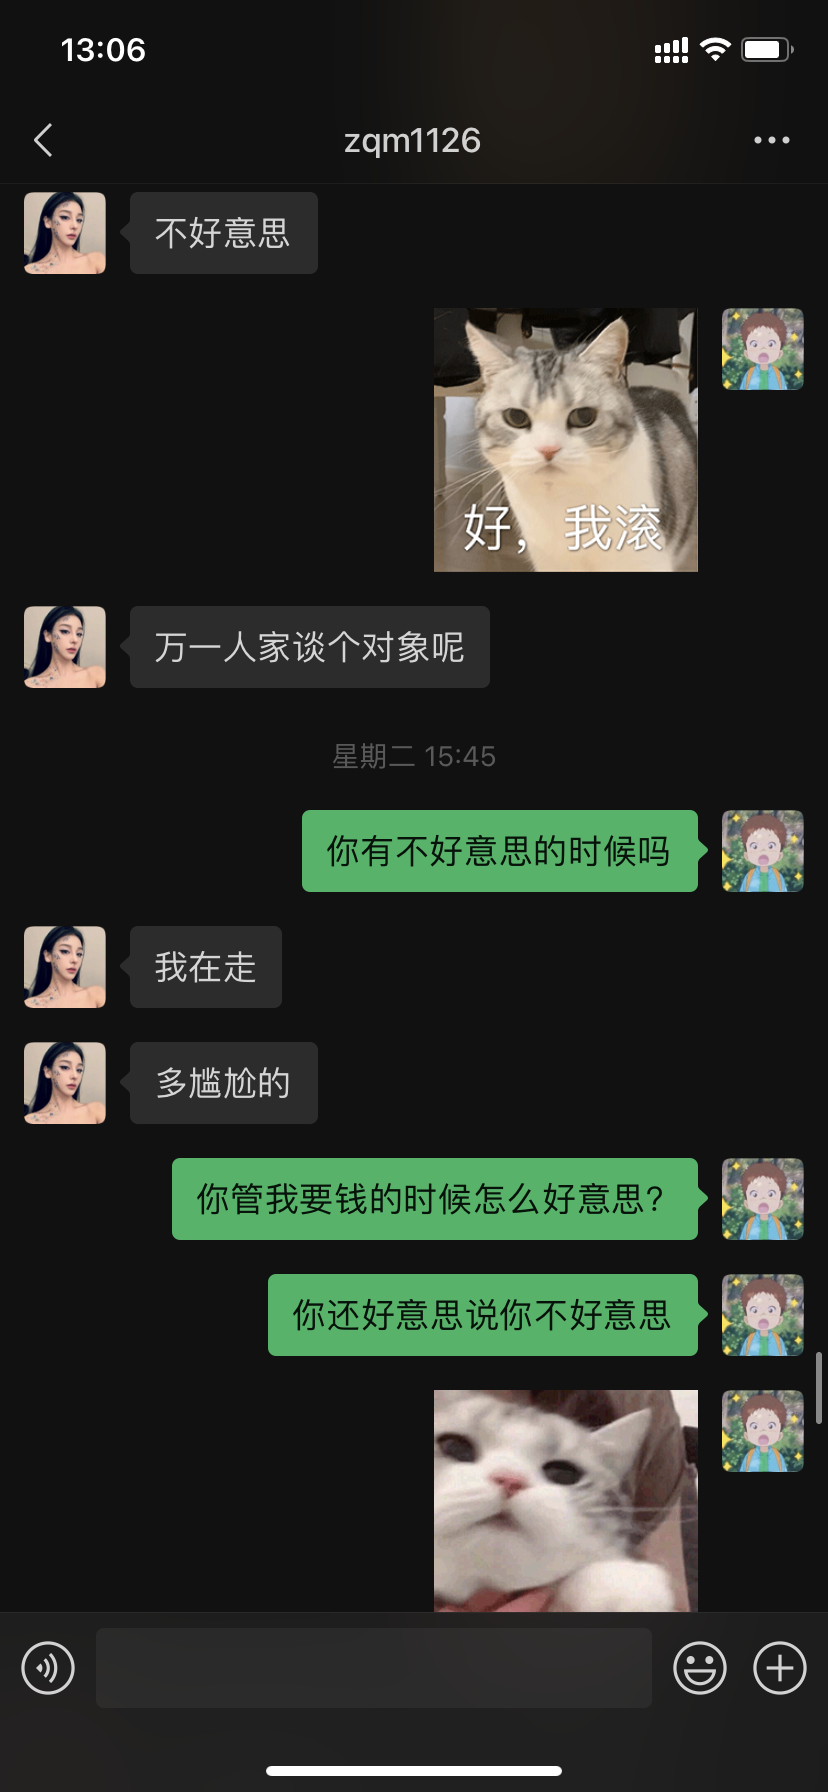 13:06
zqm1126
不好意思
好，我滚
万一人家谈个对象呢
星期二 15:45
你有不好意思的时候吗
我在走
多尴尬的
你管我要钱的时候怎么好意思?
你还好意思说你不好意思